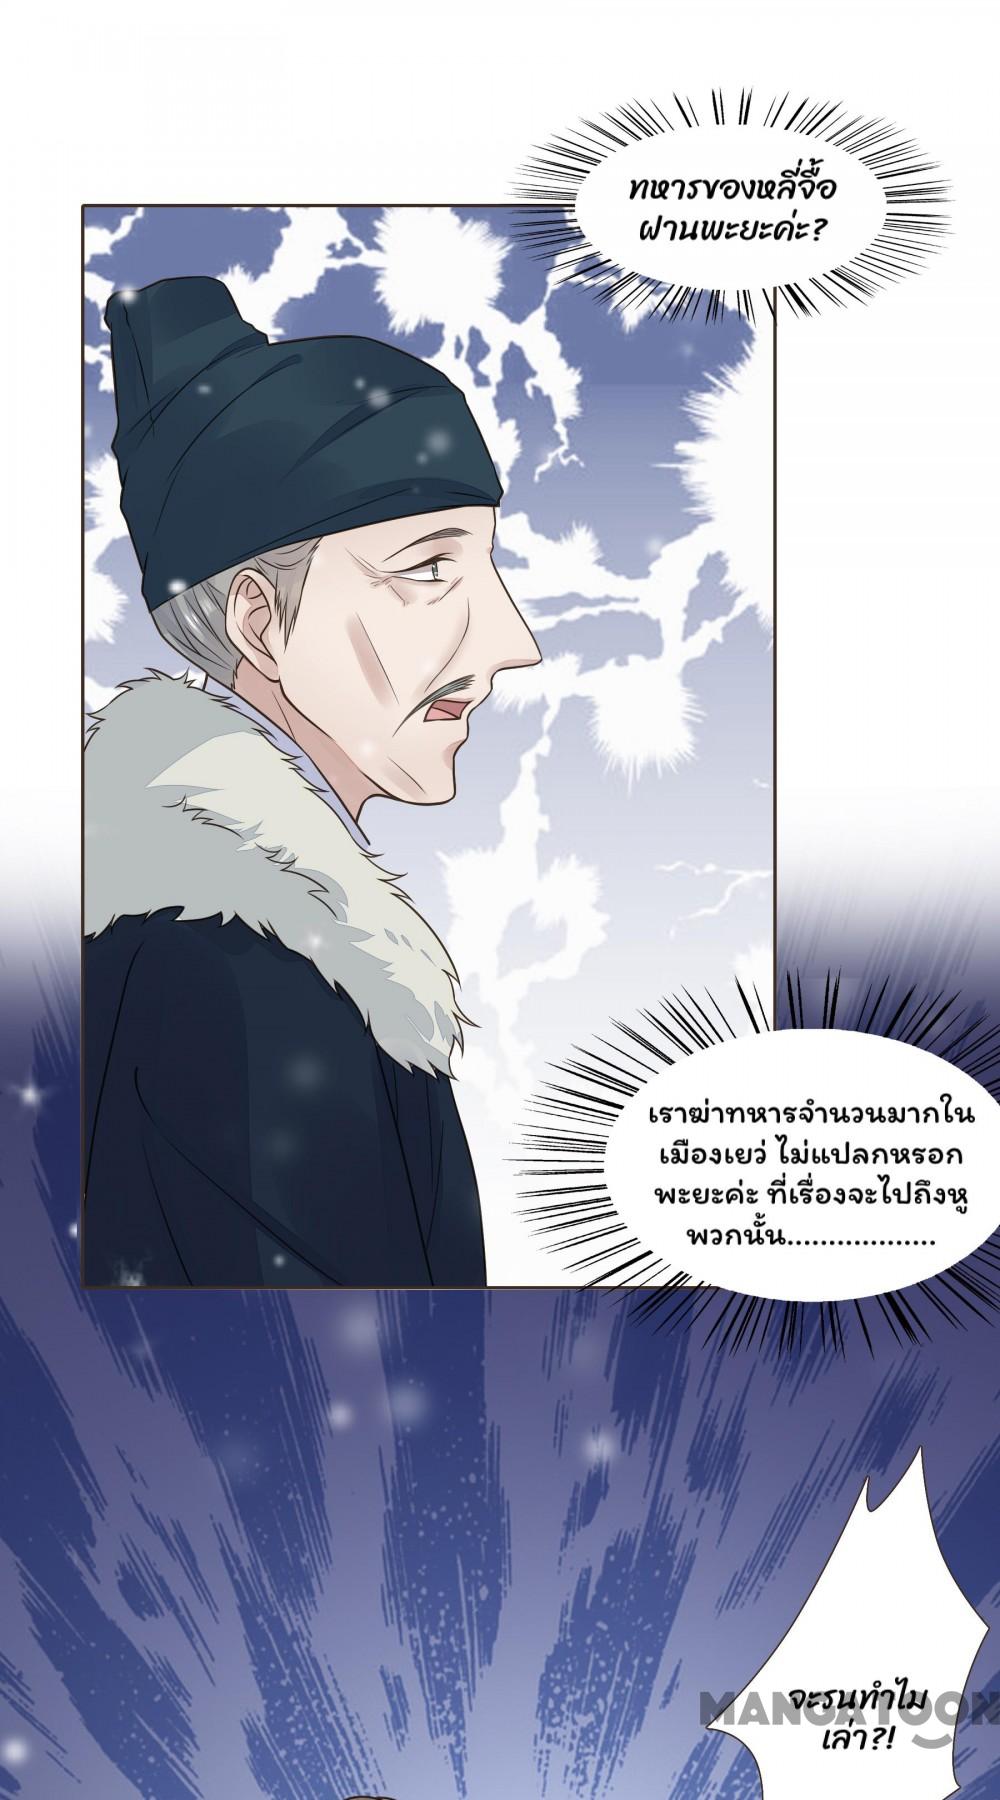 ทหารของหลี่จื้อ
ฝานพะยะค่ะ?
เราฆ่าทหารจำนวนมากใน
เมืองเยว่ ไม่แปลกหรอก
พะยะค่ะ ที่เรื่องจะไปถึงหู
พวกนั้น..................
จะรนทำไม
เล่า?!
MANGATOON